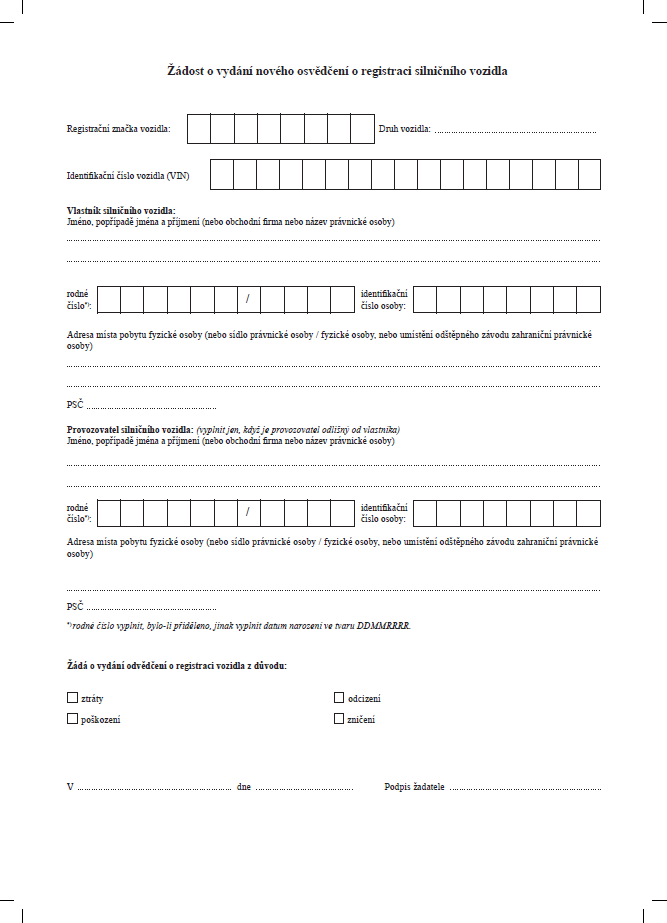 Žádost o vydání nového osvědčení o registraci silničního vozidla
Registrační značka vozidla: Druh vozidla: ........................................................
Identifikační číslo vozidla (VIN)
Vlastník silničního vozidla:
Jméno, popřípadě jména a příjmení (nebo obchodní firma nebo název právnické osoby)
rodné číslo*): / identifikační číslo osoby:
Adresa místa pobytu fyzické osoby (nebo sídlo právnické osoby / fyzické osoby, nebo umístění odštěpného závodu zahraniční právnické
osoby)
PSČ .............................................
Provozovatel silničního vozidla: (vyplnit jen, když je provozovatel odlišný od vlastníka)
Jméno, popřípadě jména a příjmení (nebo obchodní firma nebo název právnické osoby)
rodné číslo*): / identifikační číslo osoby:
Adresa místa pobytu fyzické osoby (nebo sídlo právnické osoby / fyzické osoby, nebo umístění odštěpného závodu zahraniční právnické
osoby)
PSČ .............................................
*)rodné číslo vyplnit, bylo-li přiděleno, jinak vyplnit datum narození ve tvaru DDMMRRRR.
Žádá o vydání odvědčení o registraci vozidla z důvodu:
ztráty odcizení
poškození zničení
V ..................................................... dne .................................. Podpis žadatele .....................................................